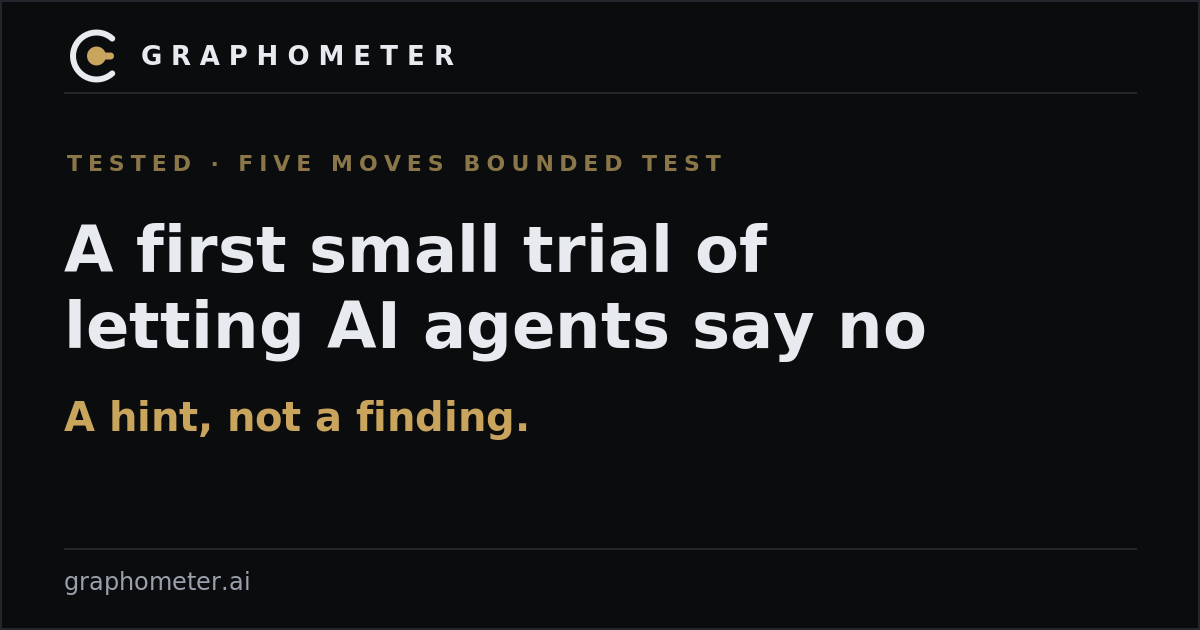 GRAPHOMETER
TESTED · FIVE MOVES BOUNDED TEST
A first small trial of
letting AI agents say no
A hint, not a finding.
graphometer.ai